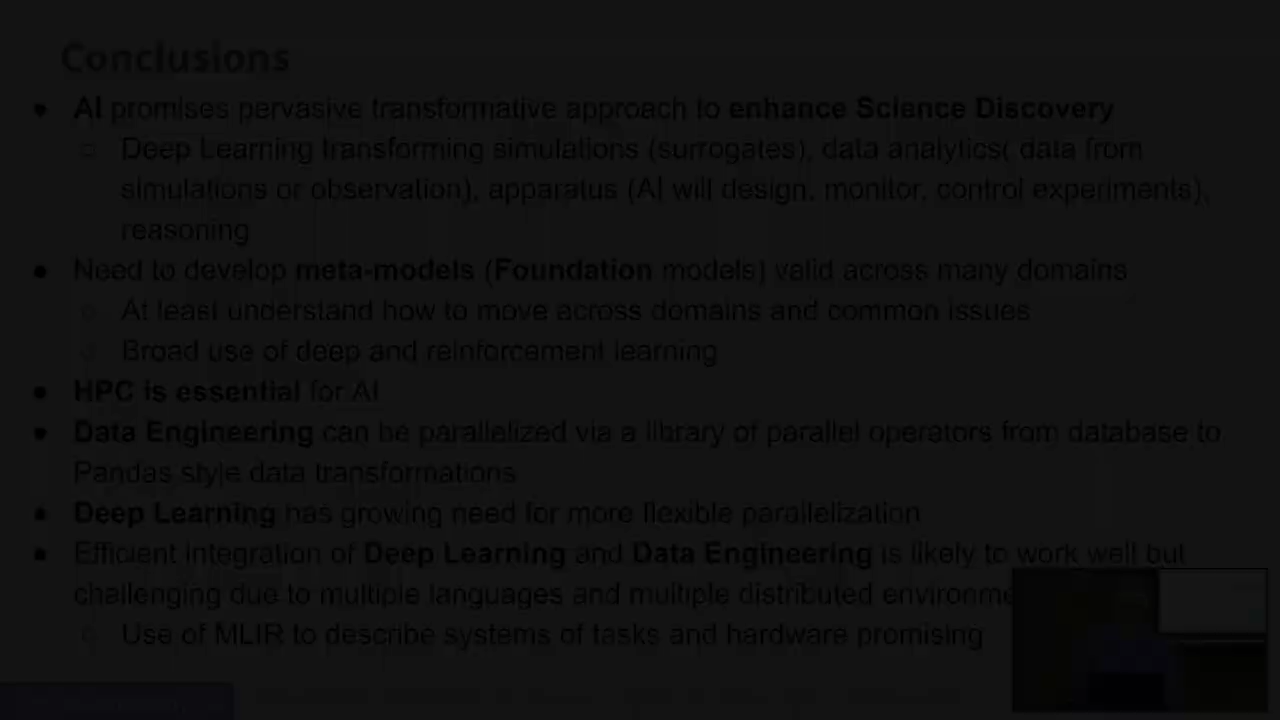 Conclusions
● AI promises pervasive transformative approach to enhance Science Discovery
○ Deep Learning transforming simulations (surrogates), data analytics( data from
simulations or observation), apparatus (AI will design, monitor, control experiments),
reasoning
● Need to develop meta-models (Foundation models) valid across many domains
○ At least understand how to move across domains and common issues
○ Broad use of deep and reinforcement learning
● HPC is essential for AI
● Data Engineering can be parallelized via a library of parallel operators from database to
Pandas style data transformations
● Deep Learning has growing need for more flexible parallelization
● Efficient integration of Deep Learning and Data Engineering is likely to work well but
challenging due to multiple languages and multiple distributed environme
○ Use of MLIR to describe systems of tasks and hardware promising